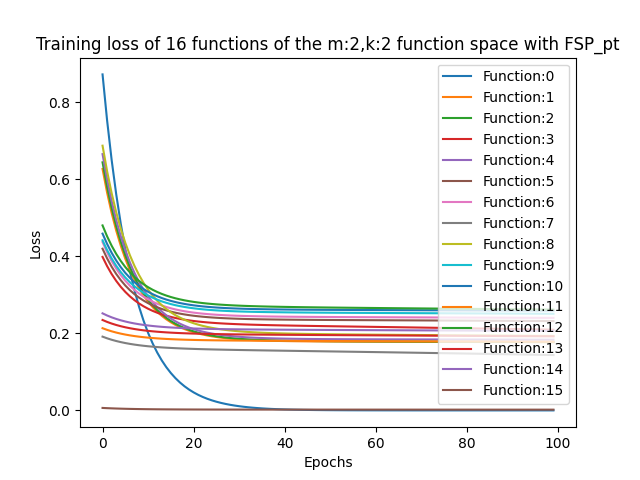 Training loss of 16 functions of the m:2,k:2 function space with FSP_pt
Loss
0.8
0.6
0.4
0.2
0.0
0 20 40 60 80 100
Epochs
Function:0
Function:1
Function:2
Function:3
Function:4
Function:5
Function:6
Function:7
Function:8
Function:9
Function:10
Function:11
Function:12
Function:13
Function:14
Function:15